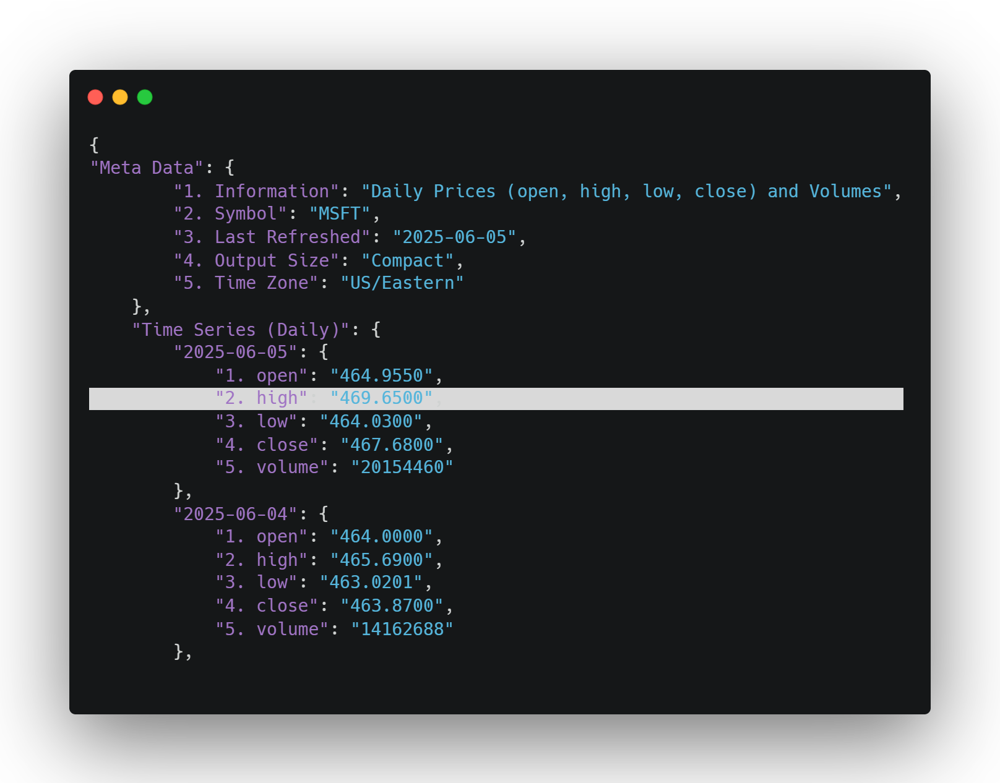 {
"Meta Data": {
        "1. Information": "Daily Prices (open, high, low, close) and Volumes",
        "2. Symbol": "MSFT",
        "3. Last Refreshed": "2025-06-05",
        "4. Output Size": "Compact",
        "5. Time Zone": "US/Eastern"
    },
    "Time Series (Daily)": {
        "2025-06-05": {
            "1. open": "464.9550",
            "2. high": "469.6500",
            "3. low": "464.0300",
            "4. close": "467.6800",
            "5. volume": "20154460"
        },
        "2025-06-04": {
            "1. open": "464.0000",
            "2. high": "465.6900",
            "3. low": "463.0201",
            "4. close": "463.8700",
            "5. volume": "14162688"
        },